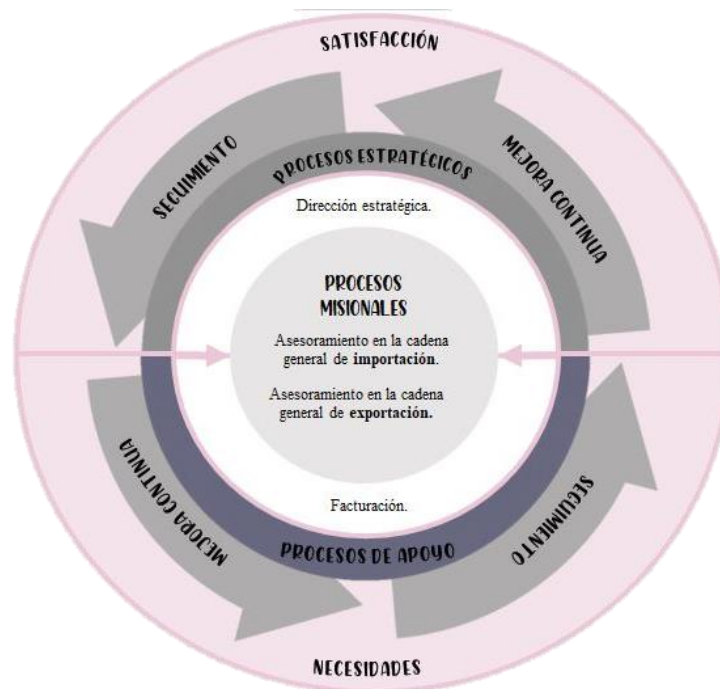 SATISFACCIÓN
SEGUIMIENTO
MEJORA CONTINUA
PROCESOS ESTRATÉGICOS
Dirección estratégica.
PROCESOS
MISIONALES
Asesoramiento en la cadena
general de importación.
Asesoramiento en la cadena
general de exportación.
Facturación.
PROCESOS DE APOYO
MEJORA CONTINUA
SEGUIMIENTO
NECESIDADES